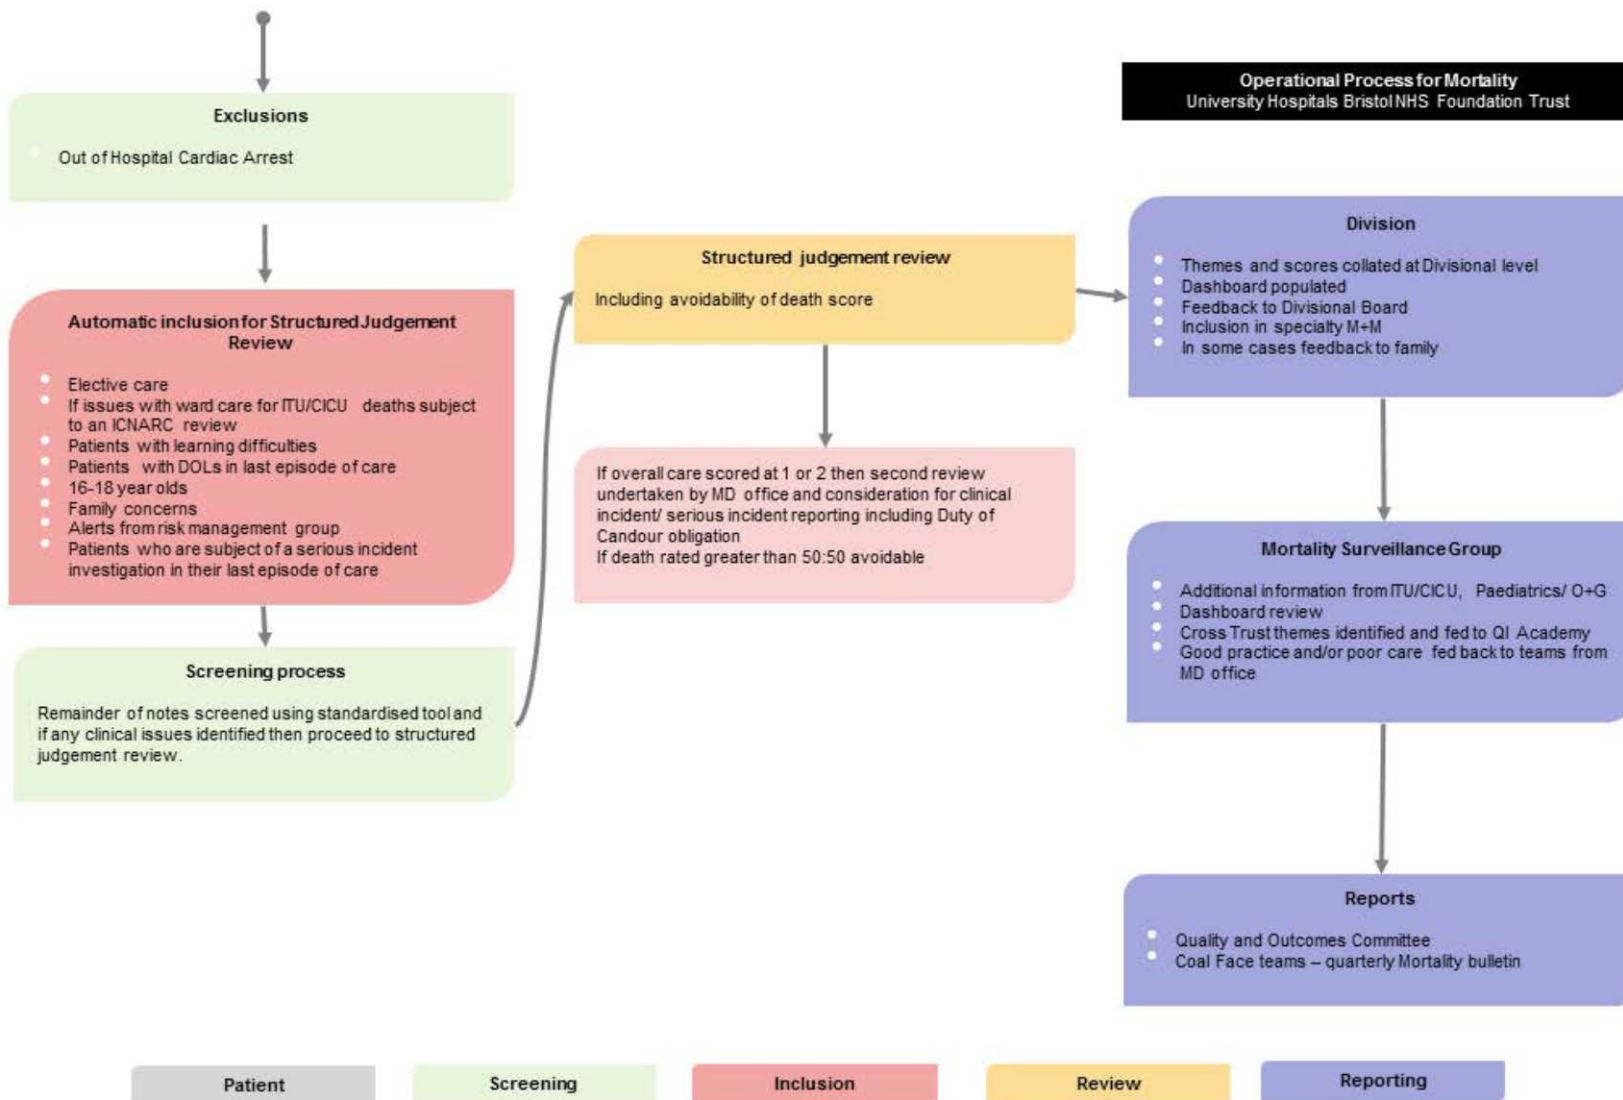 Operational Process for Mortality
University Hospitals Bristol NHS Foundation Trust
Exclusions
Out of Hospital Cardiac Arrest
Automatic inclusion for Structured Judgement
Review
Elective care
If issues with ward care for ITU/CICU deaths subject
to an ICNARC review
Patients with learning difficulties
Patients with DOLs in last episode of care
16-18 year olds
Family concerns
Alerts from risk management group
Patients who are subject of a serious incident
investigation in their last episode of care
Screening process
Remainder of notes screened using standardised tool and
if any clinical issues identified then proceed to structured
judgement review.
Structured judgement review
Including avoidability of death score
If overall care scored at 1 or 2 then second review
undertaken by MD office and consideration for clinical
incident/ serious incident reporting including Duty of
Candour obligation
If death rated greater than 50:50 avoidable
Division
Themes and scores collated at Divisional level
Dashboard populated
Feedback to Divisional Board
Inclusion in specialty M+M
In some cases feedback to family
Mortality Surveillance Group
Additional information from ITU/CICU, Paediatrics/ O+G
Dashboard review
Cross Trust themes identified and fed to QI Academy
Good practice and/or poor care fed back to teams from
MD office
Reports
Quality and Outcomes Committee
Coal Face teams – quarterly Mortality bulletin
Patient
Screening
Inclusion
Review
Reporting